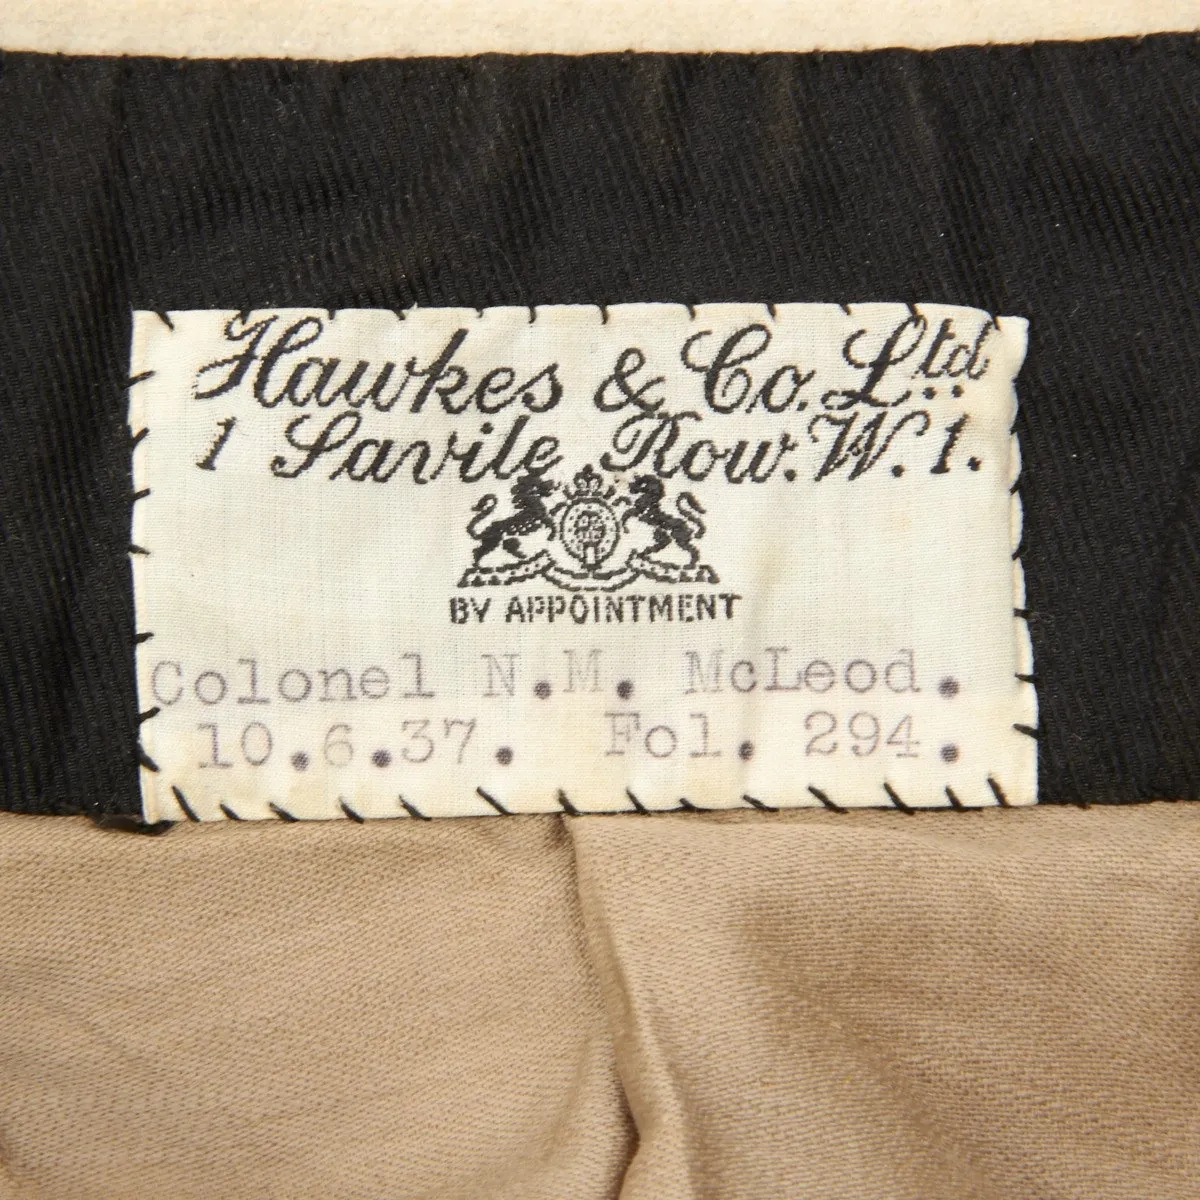 Hawkes & Co. Ltd.
1 Savile Row. W. 1.
BY APPOINTMENT
Colonel N.M. McLeod.
10.6.37. Fol. 294.